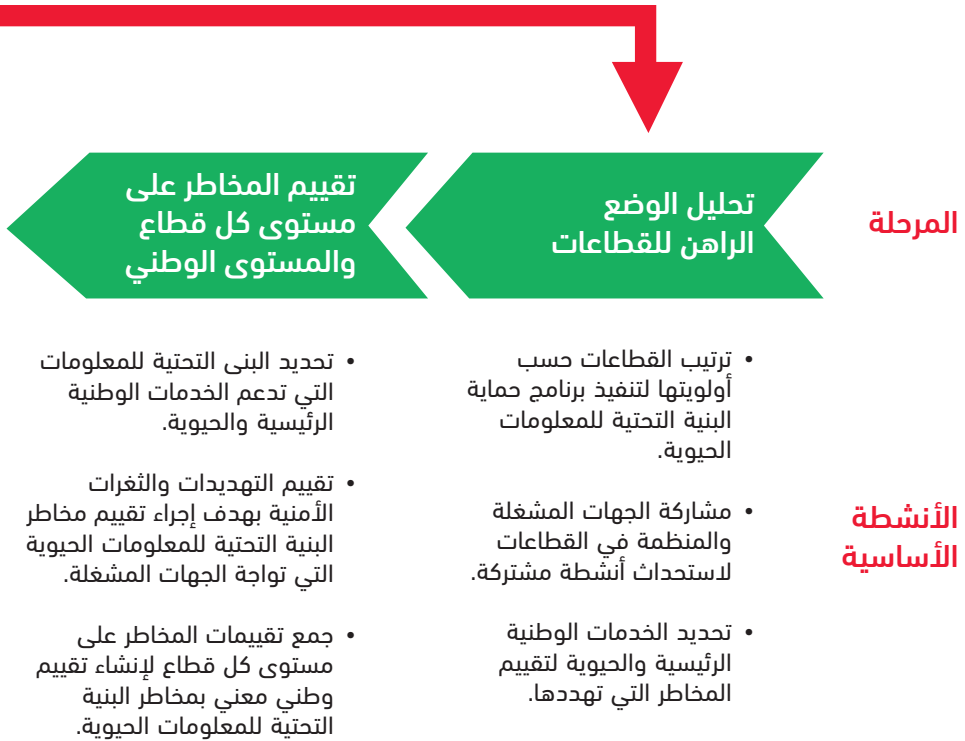 المرحلة
تحليل الوضع
الراهن للقطاعات
تقييم المخاطر على
مستوى كل قطاع
والمستوى الوطني
الأنشطة
الأساسية
• ترتيب القطاعات حسب
أولويتها لتنفيذ برنامج حماية
البنية التحتية للمعلومات
الحيوية.
• مشاركة الجهات المشغلة
والمنظمة في القطاعات
لاستحداث أنشطة مشتركة.
• تحديد الخدمات الوطنية
الرئيسية والحيوية لتقييم
المخاطر التي تهددها.
• تحديد البنى التحتية للمعلومات
التي تدعم الخدمات الوطنية
الرئيسية والحيوية.
• تقييم التهديدات والثغرات
الأمنية بهدف إجراء تقييم مخاطر
البنية التحتية للمعلومات الحيوية
التي تواجة الجهات المشغلة.
• جمع تقييمات المخاطر على
مستوى كل قطاع لإنشاء تقييم
وطني معني بمخاطر البنية
التحتية للمعلومات الحيوية.